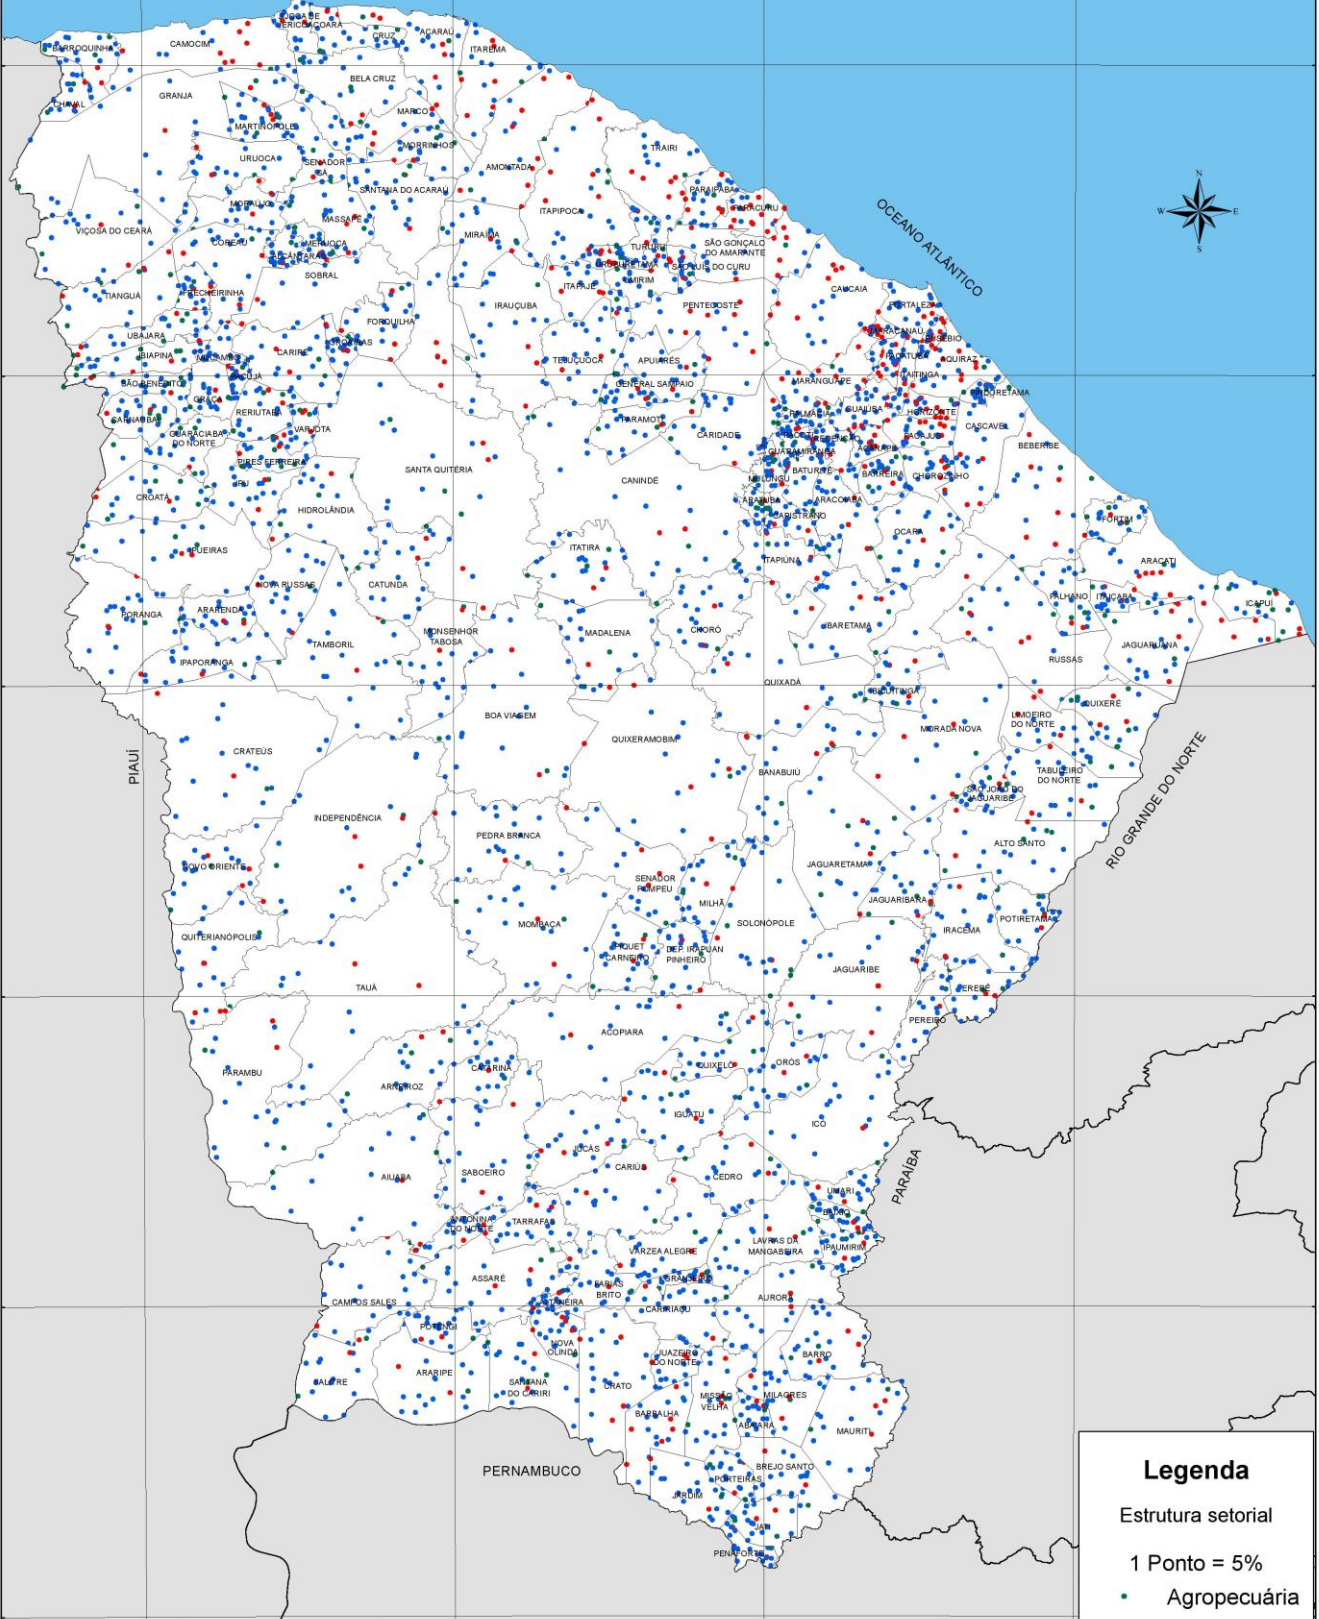 JIJOCA DE
JERICOACOARA
BARROQUINHA
CAMOCIM
CRUZ
ACARAÚ
ITAREMA
BELA CRUZ
CHAVAL
GRANJA
MARCO
MARTINÓPOLE
MORRINHOS
TRAIRI
URUOCA
SENADOR
SÁ
AMONTADA
SANTANA DO ACARAÚ
PARAIPABA
MORAÚJO
PARACURU
ITAPIPOCA
OCEANO ATLÂNTICO
N
W
E
S
MASSAPÊ
VIÇOSA DO CEARÁ
MIRAÍMA
COREAÚ
MERUOCA
TURURU
SÃO GONÇALO
DO AMARANTE
ALCÂNTARAS
URUBURETAMA
SÃO LUÍS DO CURU
SOBRAL
UMIRIM
ITAPAJÉ
CAUCAIA
TIANGUÁ
FRECHEIRINHA
IRAUÇUBA
PENTECOSTE
FORTALEZA
FORQUILHA
UBAJARA
MARACANAÚ
EUSÉBIO
GROAÍRAS
IBIAPINA
MUCAMBO
CARIRÉ
TEJUÇUOCA
APUIARÉS
PACATUBA
AQUIRAZ
PACUJÁ
ITAITINGA
SÃO BENEDITO
GENERAL SAMPAIO
MARANGUAPE
PINDORETAMA
GRAÇA
RERIUTABA
PALMÁCIA
GUAIÚBA
HORIZONTE
CARNAUBAL
GUARACIABA
DO NORTE
VARJOTA
PARAMOTI
CARIDADE
PACOTI
REDENÇÃO
PACAJUS
CASCAVEL
BEBERIBE
GUARAMIRANGA
ACARAPE
PIRES FERREIRA
SANTA QUITÉRIA
BATURITÉ
BARREIRA
CHOROZINHO
IPU
CANINDÉ
MULUNGU
CROATÁ
ARATUBA
ARACOIABA
HIDROLÂNDIA
CAPISTRANO
FORTIM
OCARA
IPUEIRAS
ITATIRA
ITAPIÚNA
ARACATI
NOVA RUSSAS
CATUNDA
PALHANO
ITAIÇABA
ICAPUÍ
PORANGA
ARARENDÁ
MONSENHOR
TABOSA
MADALENA
CHORÓ
IBARETAMA
TAMBORIL
JAGUARUANA
IPAPORANGA
RUSSAS
QUIXADÁ
IBICUITINGA
QUIXERÉ
BOA VIAGEM
LIMOEIRO
DO NORTE
MORADA NOVA
QUIXERAMOBIM
PIAUÍ
CRATEÚS
BANABUIÚ
TABULEIRO
DO NORTE
RIO GRANDE DO NORTE
SÃO JOÃO DO
JAGUARIBE
INDEPENDÊNCIA
PEDRA BRANCA
ALTO SANTO
NOVO ORIENTE
JAGUARETAMA
SENADOR
POMPEU
JAGUARIBARA
MILHÃ
POTIRETAMA
MOMBAÇA
SOLONÓPOLE
IRACEMA
QUITERIANÓPOLIS
PIQUET
CARNEIRO
DEP. IRAPUAN
PINHEIRO
JAGUARIBE
TAUÁ
ERERÊ
PEREIRO
ACOPIARA
PARAMBU
CATARINA
QUIXELÔ
ORÓS
ARNEIROZ
IGUATU
ICÓ
JUCÁS
CARIÚS
PARAÍBA
AIUABA
SABOEIRO
CEDRO
UMARI
BAIXIO
ANTONINA
DO NORTE
TARRAFAS
VÁRZEA ALEGRE
LAVRAS DA
MANGABEIRA
IPAUMIRIM
ASSARÉ
FARIAS
BRITO
GRANJEIRO
CAMPOS SALES
ALTANEIRA
CARIRIAÇU
AURORA
POTENGI
NOVA
OLINDA
JUAZEIRO
DO NORTE
BARRO
ARARIPE
SALITRE
SANTANA
DO CARIRI
CRATO
MISSÃO
VELHA
MILAGRES
BARBALHA
ABAIARA
MAURITI
PERNAMBUCO
BREJO SANTO
PORTEIRAS
JARDIM
JATI
PENAFORTE
Legenda
Estrutura setorial
1 Ponto = 5%
Agropecuária